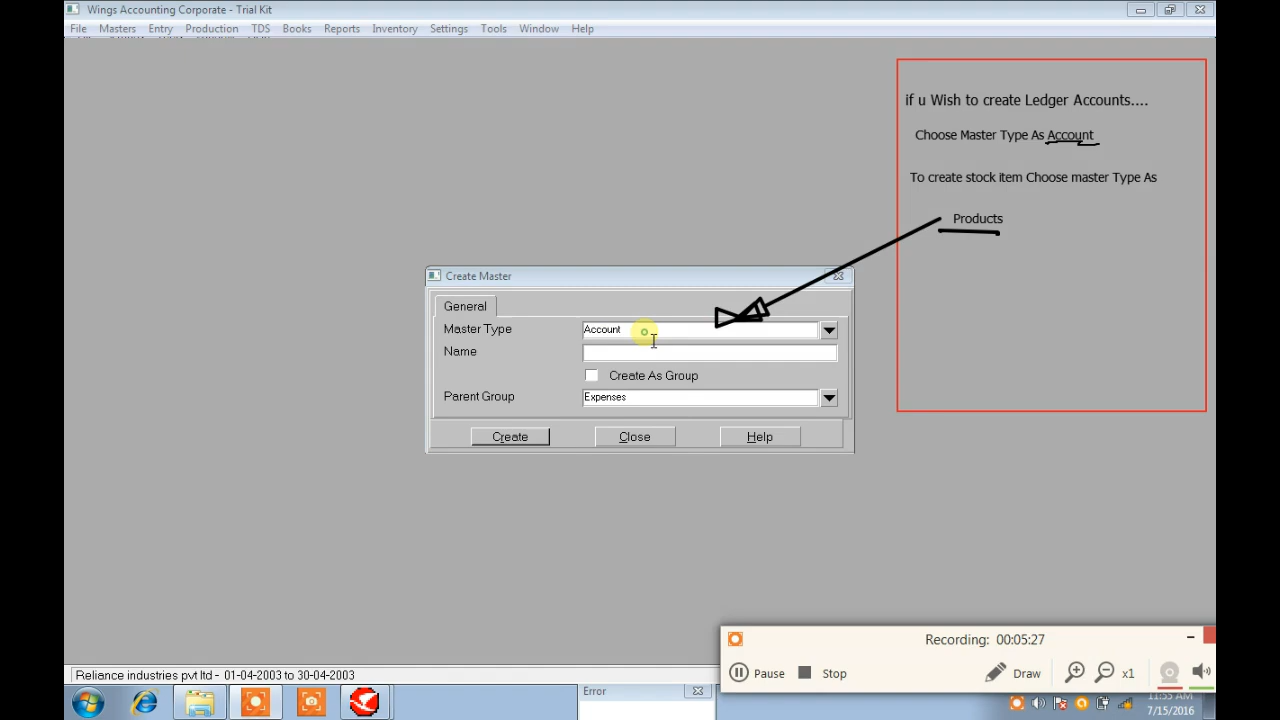 Wings Accounting Corporate - Trial Kit
File Masters Entry Production TDS Books Reports Inventory Settings Tools Window Help
if u Wish to create Ledger Accounts....
Choose Master Type As Account
To create stock item Choose master Type As
Products
Create Master
General
Master Type Account
Name
Create As Group
Parent Group Expenses
Create Close Help
Recording: 00:05:27
Pause Stop Draw x1
Reliance industries pvt ltd - 01-04-2003 to 30-04-2003
Error
11:55 AM
7/15/2016